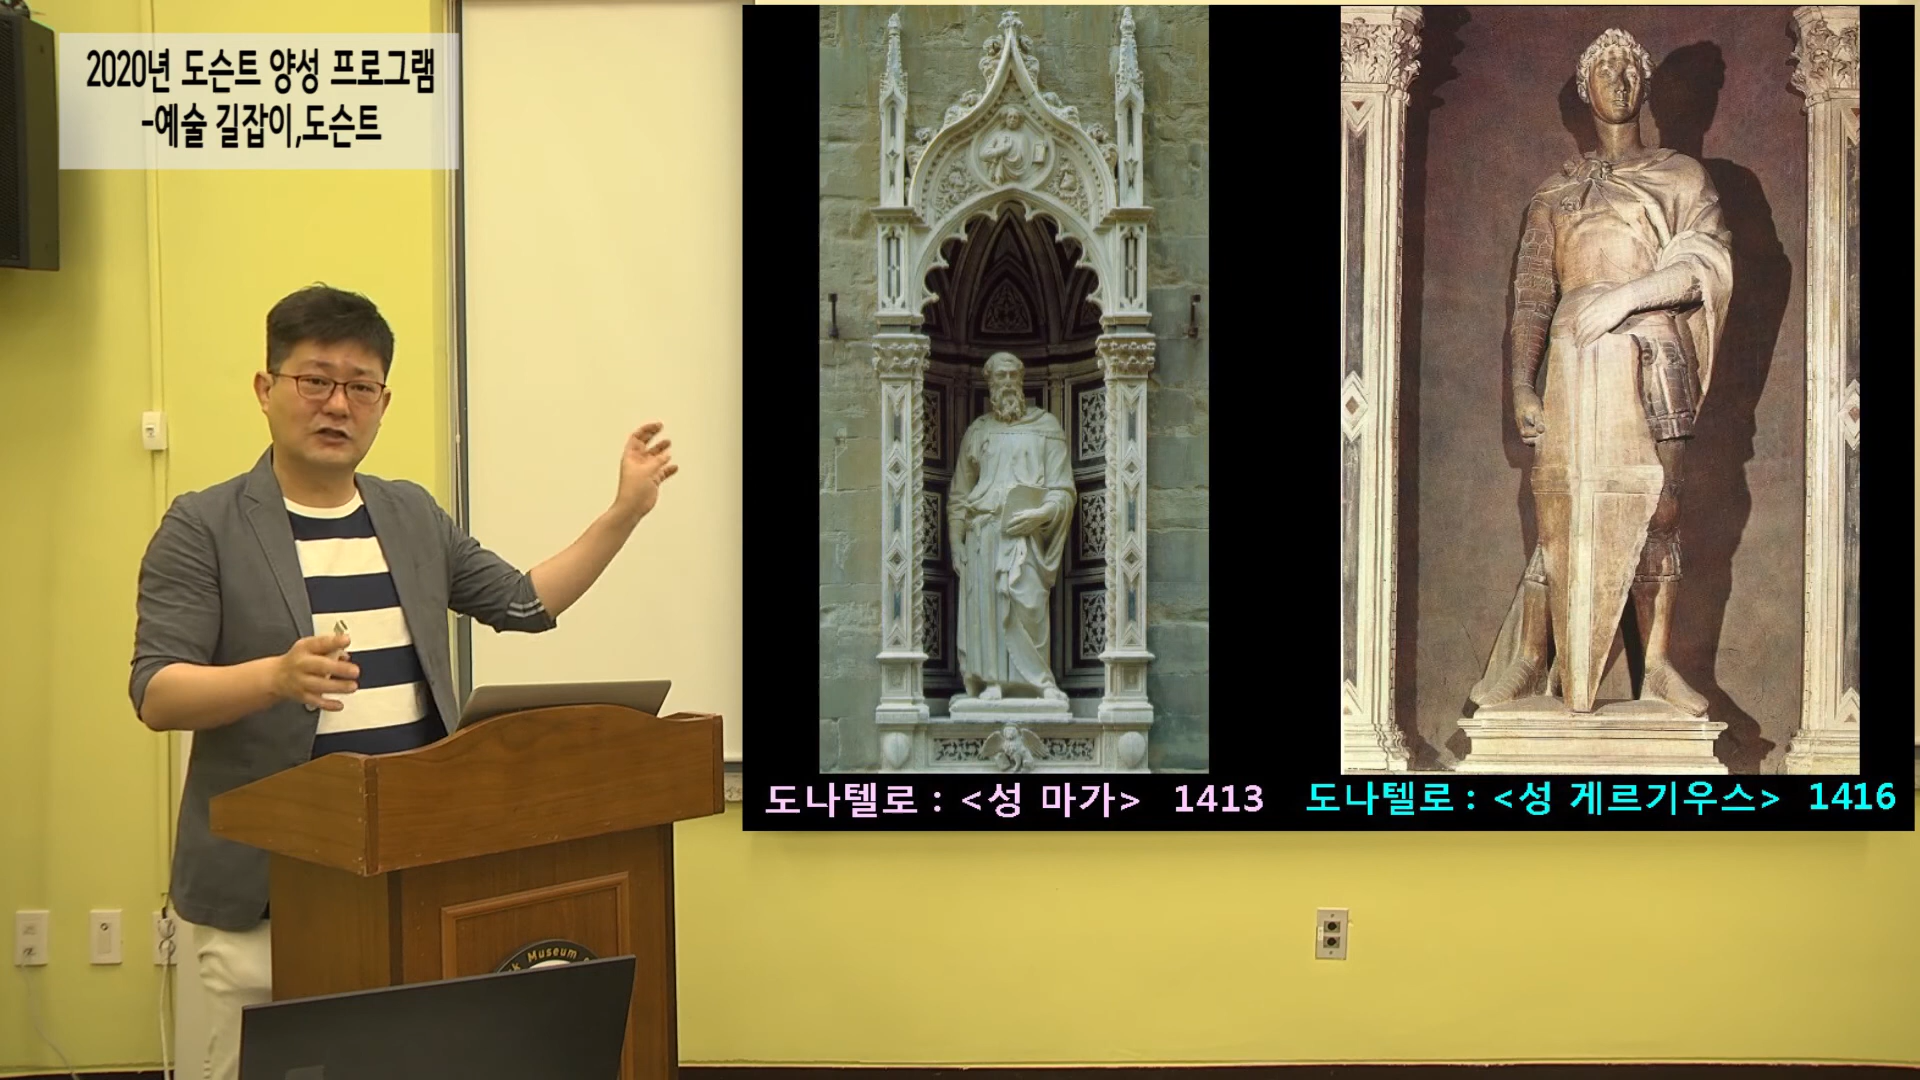 2020년 도슨트 양성 프로그램
-예술 길잡이,도슨트
도나텔로 : <성 마가> 1413
도나텔로 : <성 게르기우스> 1416
Museum